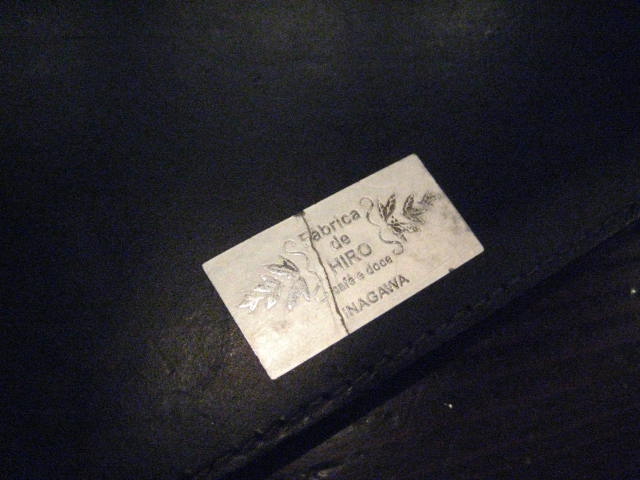 Fabrica
de
HIRO
café e doce
INAGAWA